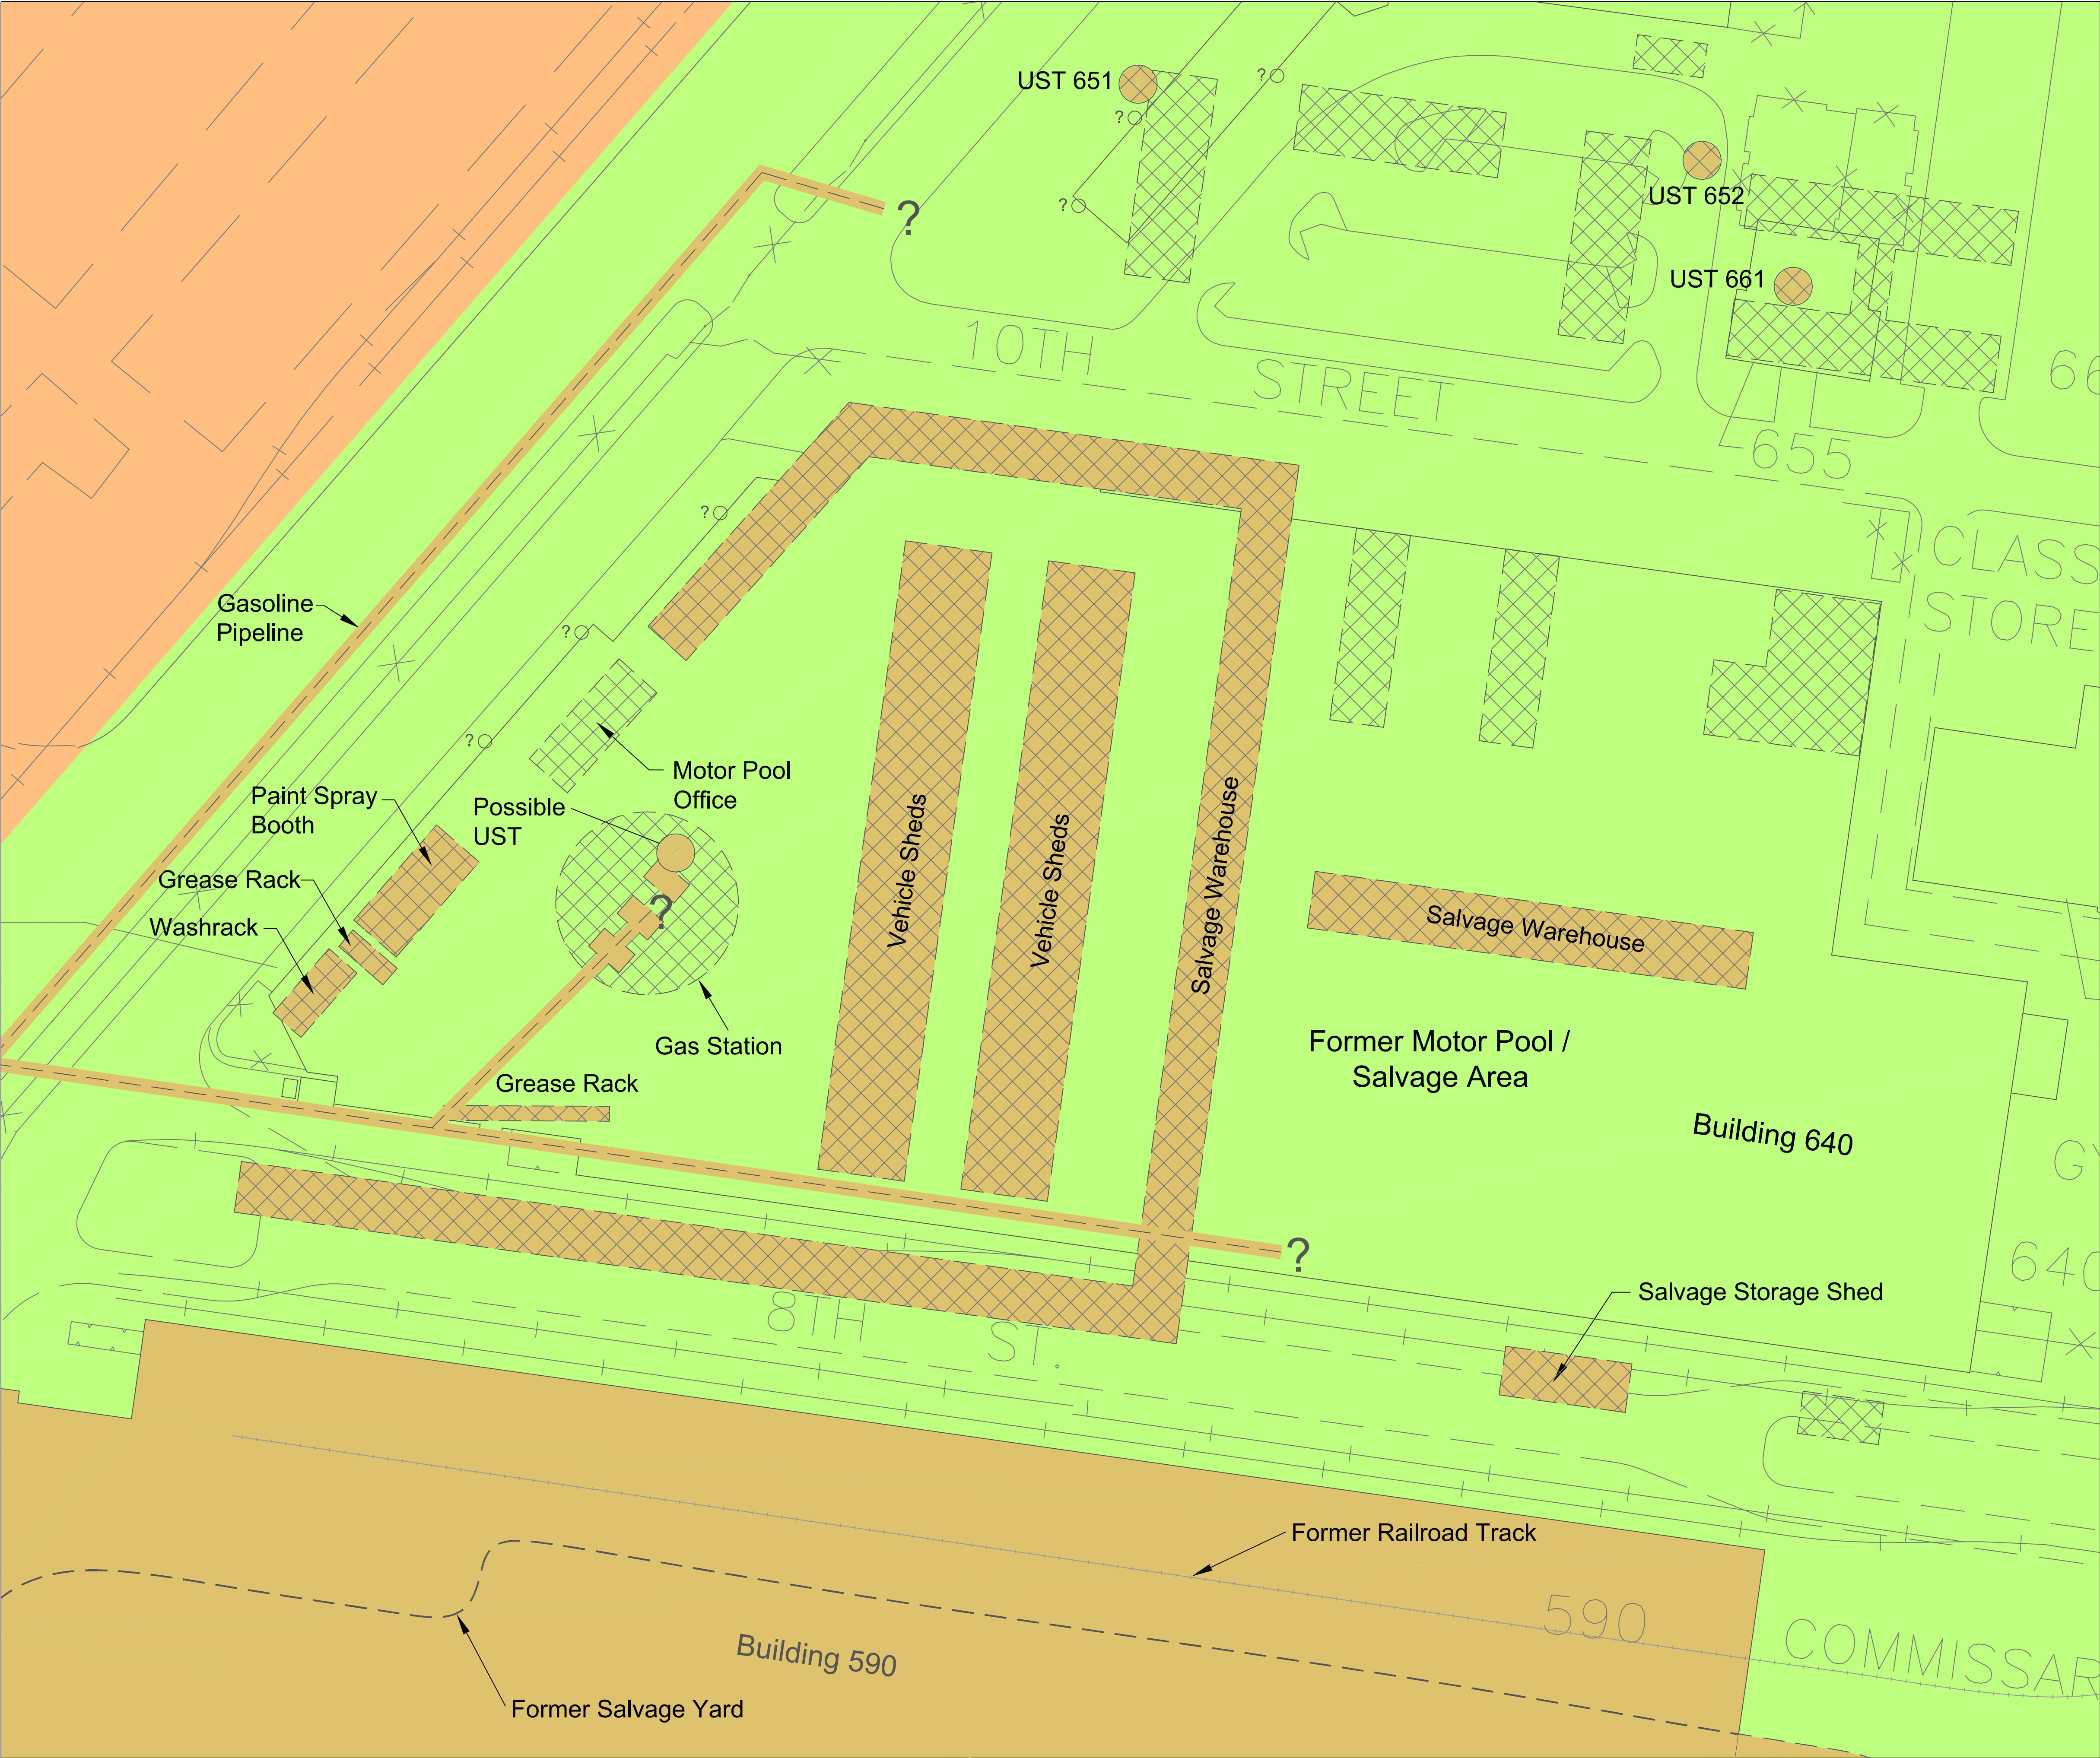 UST 651
?
?
UST 652
?
?
UST 661
10TH
STREET
66
655
?
CLASS
STORE
Gasoline
Pipeline
?
?
Motor Pool
Office
Paint Spray
Booth
Possible
UST
Vehicle Sheds
Vehicle Sheds
Salvage Warehouse
Grease Rack
?
Washrack
Salvage Warehouse
Gas Station
Former Motor Pool /
Salvage Area
Grease Rack
Building 640
GY
?
640
Salvage Storage Shed
8TH
ST.
Former Railroad Track
590
Building 590
COMMISSAR
Former Salvage Yard